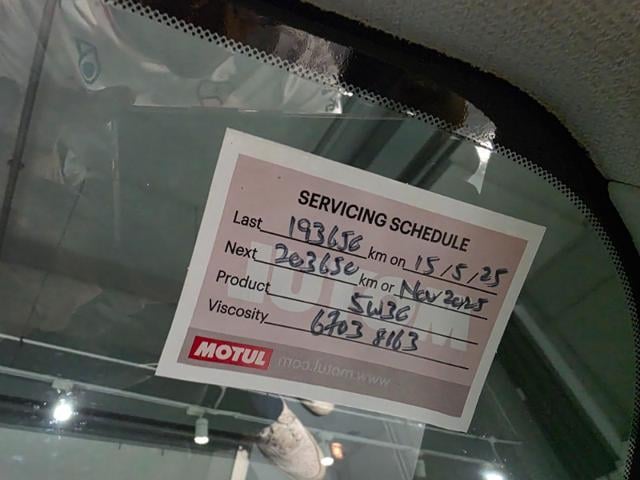 SERVICING SCHEDULE
Last 193650 km on 15/5/25
Next 203650 km or Nov 2025
Product 5W30
Viscosity 6703 8163
MOTUL www.motul.com
MOTUL